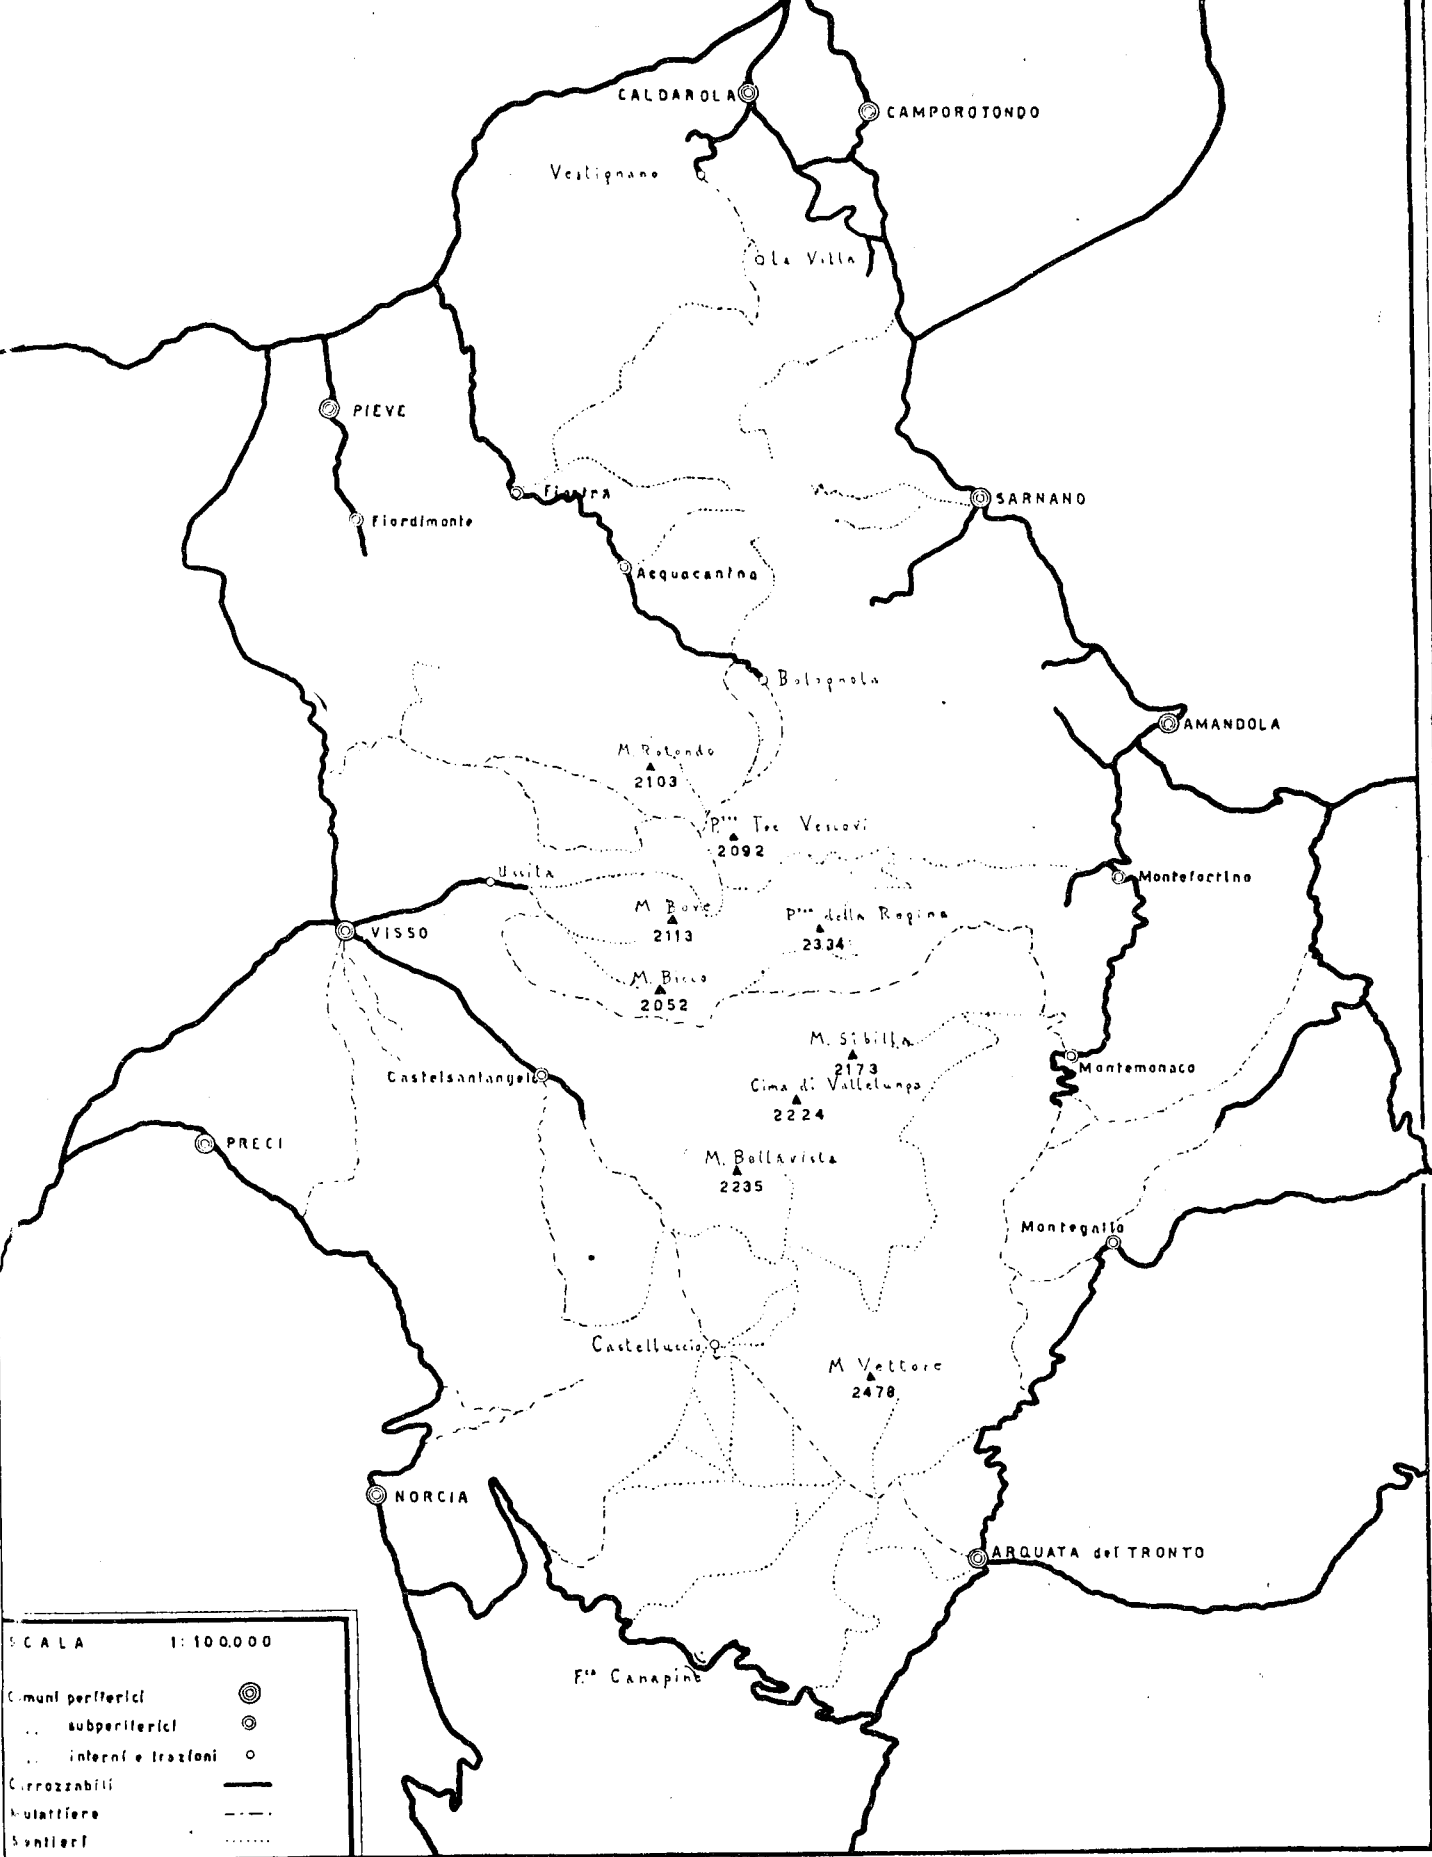 CALDAROLA
CAMPOROTONDO
Vestignano
La Villa
PIEVE
Fiastra
SARNANO
Fiordimonte
Acquacanina
Bolognola
AMANDOLA
M. Rotondo
2103
P.zzo Tre Vescovi
2092
Ussita
Montefortino
M. Bove
2113
P.zzo della Regina
2334
VISSO
M. Bicco
2052
M. Sibilla
2173
Montemonaco
Castelsantangelo
Cima di Vallelunga
2224
PRECI
M. Bellavista
2235
Montegallo
Castelluccio
M. Vettore
2478
NORCIA
ARQUATA del TRONTO
F.ca Canapine
SCALA 1:100.000
Comuni periferici
,, subperiferici
,, interni e frazioni
Carrozzabili
Mulattiere
Sentieri